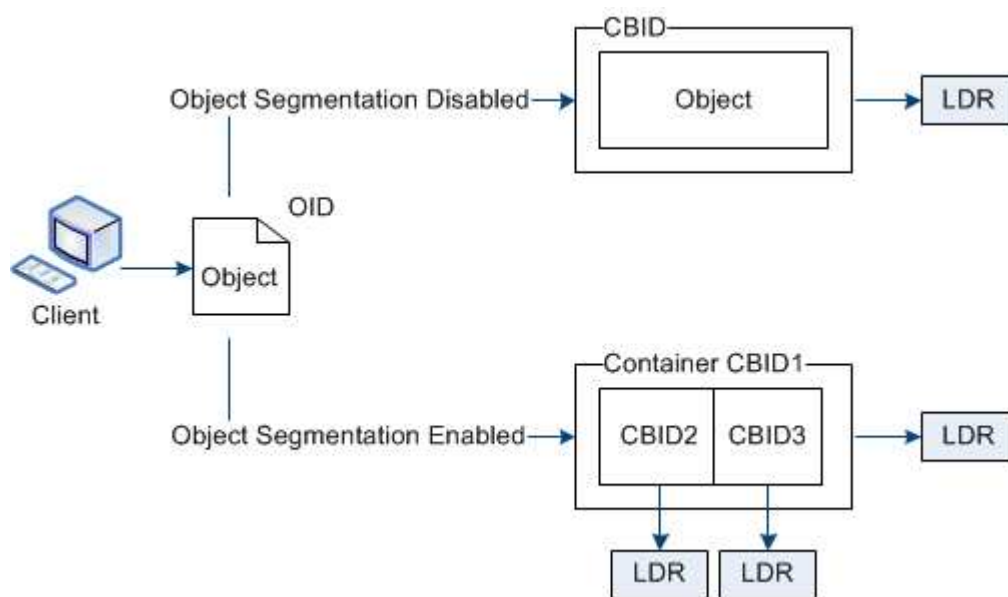 CBID
Object Segmentation Disabled
Object
LDR
OID
Object
Client
Container CBID1
Object Segmentation Enabled
CBID2
CBID3
LDR
LDR
LDR